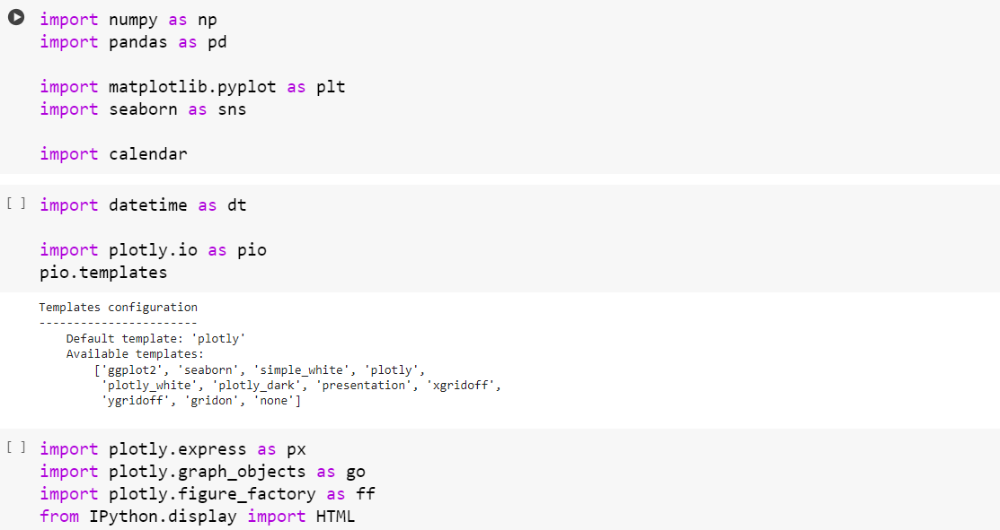 import numpy as np
import pandas as pd
import matplotlib.pyplot as plt
import seaborn as sns
import calendar
[ ] import datetime as dt
import plotly.io as pio
pio.templates
Templates configuration
-----------------------
    Default template: 'plotly'
    Available templates:
        ['ggplot2', 'seaborn', 'simple_white', 'plotly',
         'plotly_white', 'plotly_dark', 'presentation', 'xgridoff',
         'ygridoff', 'gridon', 'none']
[ ] import plotly.express as px
import plotly.graph_objects as go
import plotly.figure_factory as ff
from IPython.display import HTML